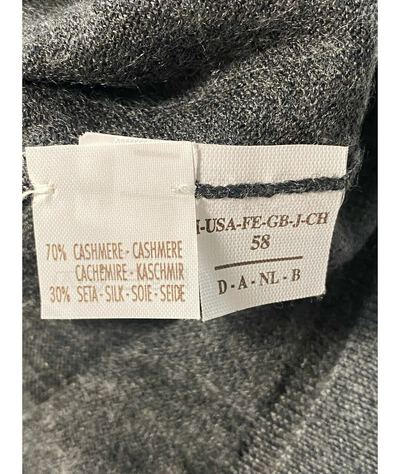 70% CASHMERE - CASHMERE
CACHEMIRE - KASCHMIR
30% SETA - SILK - SOIE - SEIDE
-USA-FE-GB-J-CH
58
D - A - NL - B